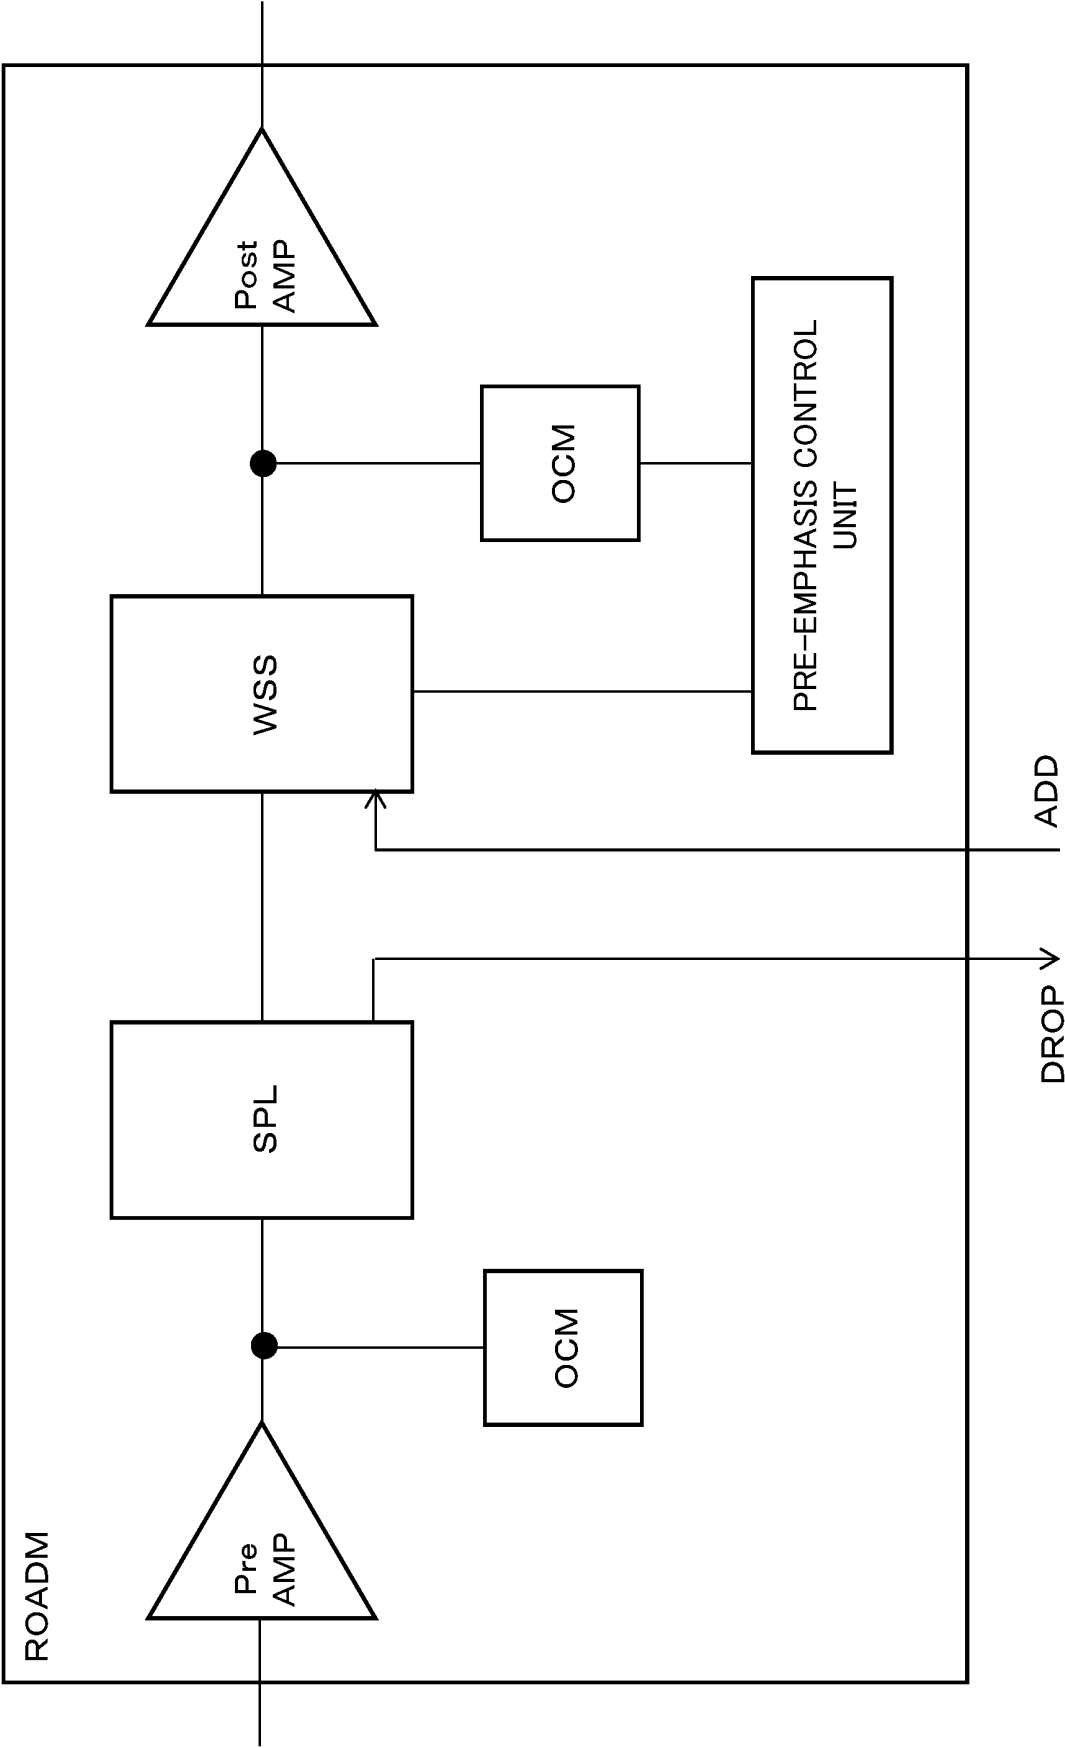 ROADM
Pre
AMP
SPL
WSS
Post
AMP
OCM
OCM
PRE-EMPHASIS CONTROL
UNIT
DROP
ADD